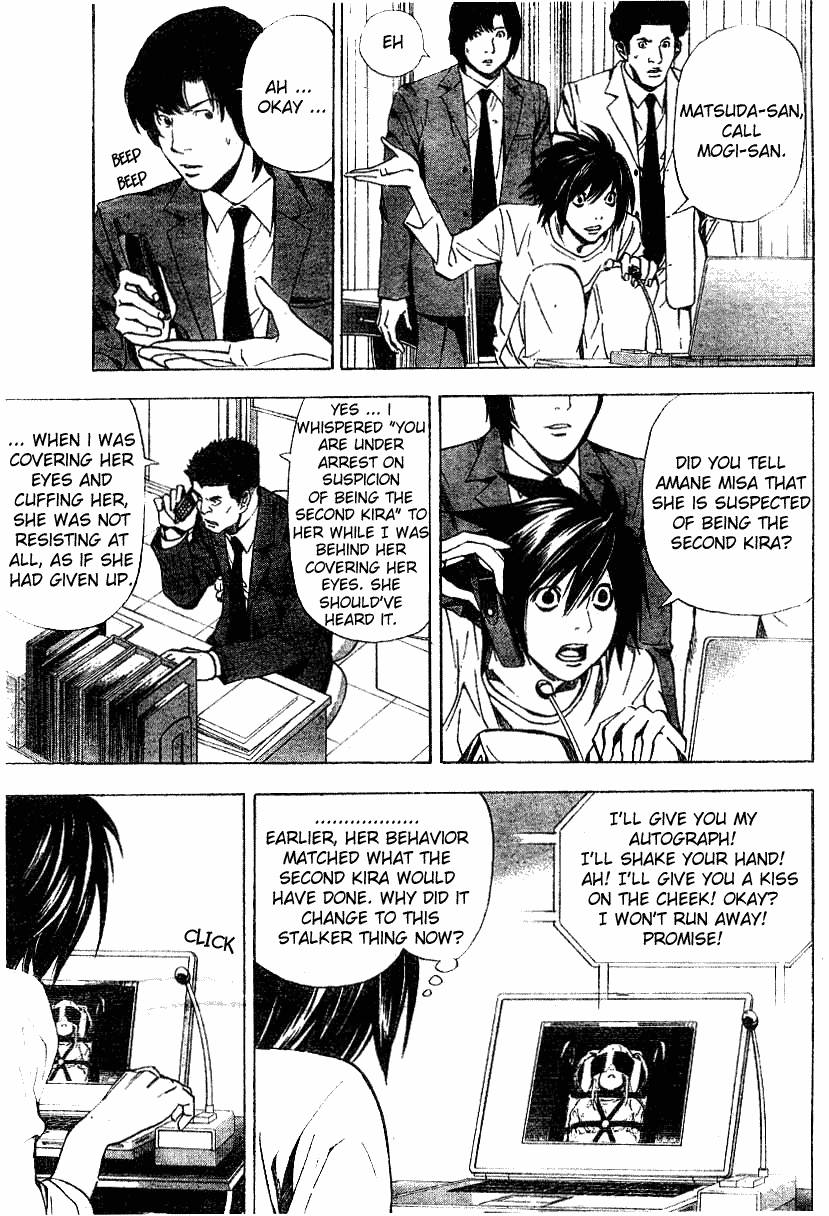 EH
MATSUDA-SAN,
CALL
MOGI-SAN.
AH ...
OKAY ...
BEEP
BEEP
DID YOU TELL
AMANE MISA THAT
SHE IS SUSPECTED
OF BEING THE
SECOND KIRA?
YES ... I
WHISPERED "YOU
ARE UNDER
ARREST ON
SUSPICION
OF BEING THE
SECOND KIRA" TO
HER WHILE I WAS
BEHIND HER
COVERING HER
EYES. SHE
SHOULD'VE
HEARD IT.
... WHEN I WAS
COVERING HER
EYES AND
CUFFING HER,
SHE WAS NOT
RESISTING AT
ALL, AS IF SHE
HAD GIVEN UP.
I'LL GIVE YOU MY
AUTOGRAPH!
I'LL SHAKE YOUR HAND!
AH! I'LL GIVE YOU A KISS
ON THE CHEEK! OKAY?
I WON'T RUN AWAY!
PROMISE!
..................
EARLIER, HER BEHAVIOR
MATCHED WHAT THE
SECOND KIRA WOULD
HAVE DONE. WHY DID IT
CHANGE TO THIS
STALKER THING NOW?
CLICK